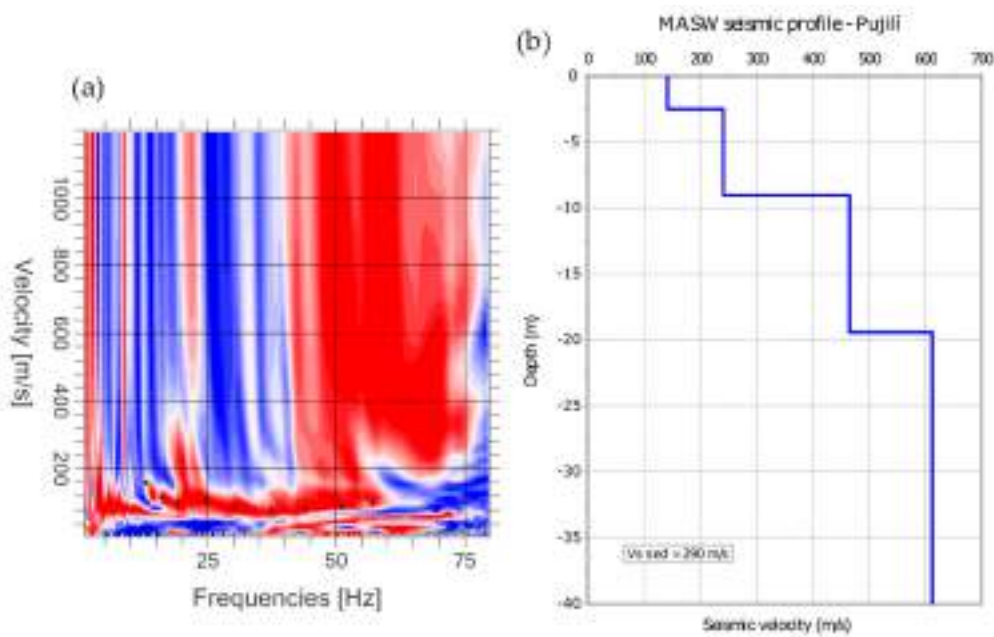 (a)
1000
800
600
400
200
Velocity [m/s]
25 50 75
Frequencies [Hz]
(b)
MASW seismic profile - Pujilí
0 100 200 300 400 500 600 700
0
-5
-10
-15
-20
-25
-30
-35
-40
Depth (m)
Vs sed = 290 m/s
Seismic velocity (m/s)